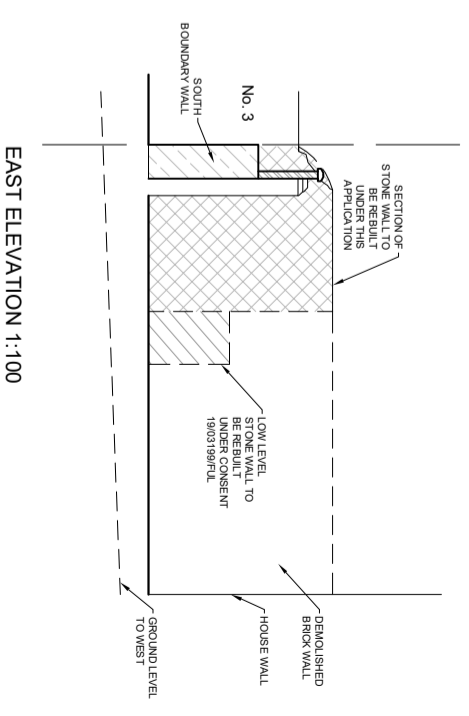 SECTION OF
STONE WALL TO
BE REBUILT
UNDER THIS
APPLICATION
No. 3
SOUTH
BOUNDARY WALL
LOW LEVEL
STONE WALL TO
BE REBUILT
UNDER CONSENT
19/03199/FUL
DEMOLISHED
BRICK WALL
HOUSE WALL
GROUND LEVEL
TO WEST
EAST ELEVATION 1:100